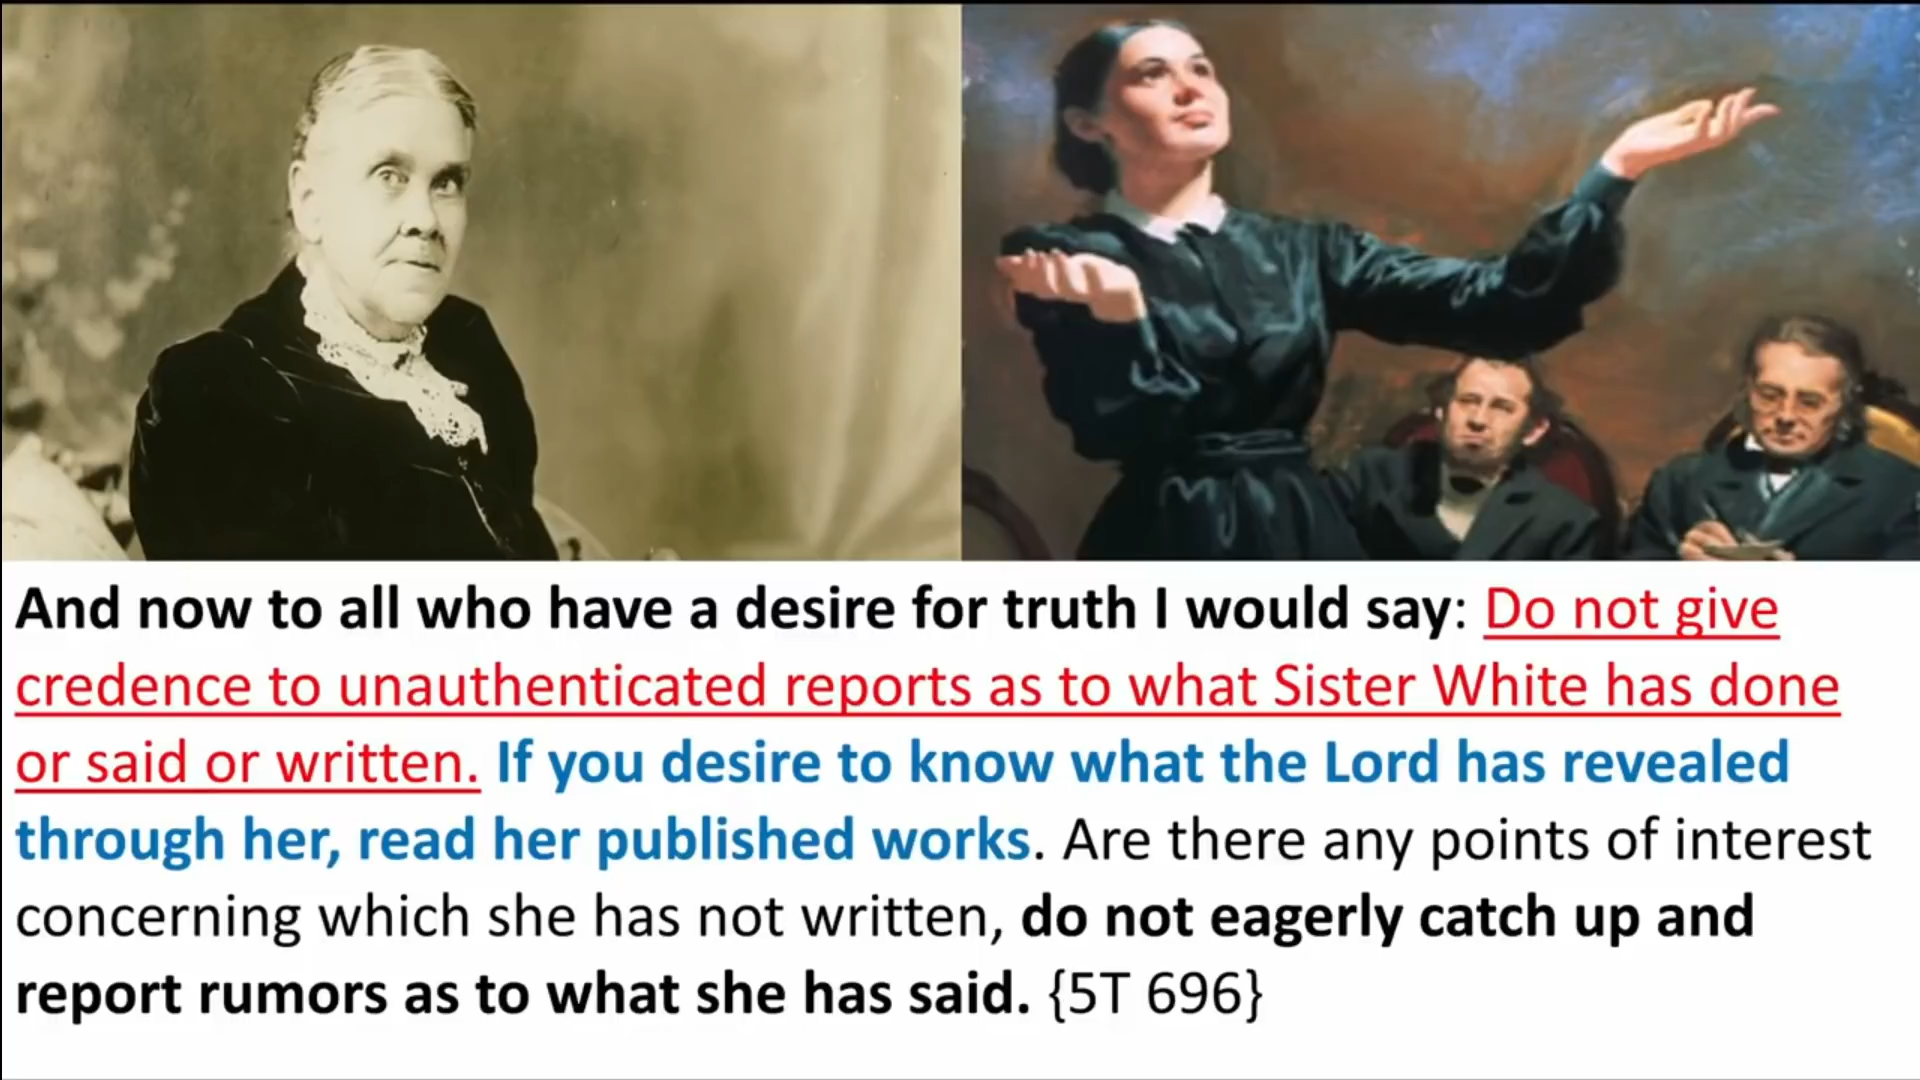 And now to all who have a desire for truth I would say: Do not give
credence to unauthenticated reports as to what Sister White has done
or said or written. If you desire to know what the Lord has revealed
through her, read her published works. Are there any points of interest
concerning which she has not written, do not eagerly catch up and
report rumors as to what she has said. {5T 696}